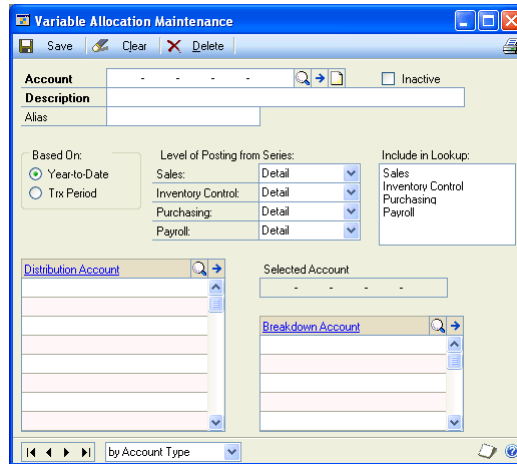 Variable Allocation Maintenance
Save Clear Delete
Account - - - - Inactive
Description
Alias
Based On: Level of Posting from Series: Include in Lookup:
Year-to-Date Sales: Detail Sales
Trx Period Inventory Control: Detail Inventory Control
Purchasing: Detail Purchasing
Payroll: Detail Payroll
Distribution Account Selected Account
- - - -
Breakdown Account
by Account Type